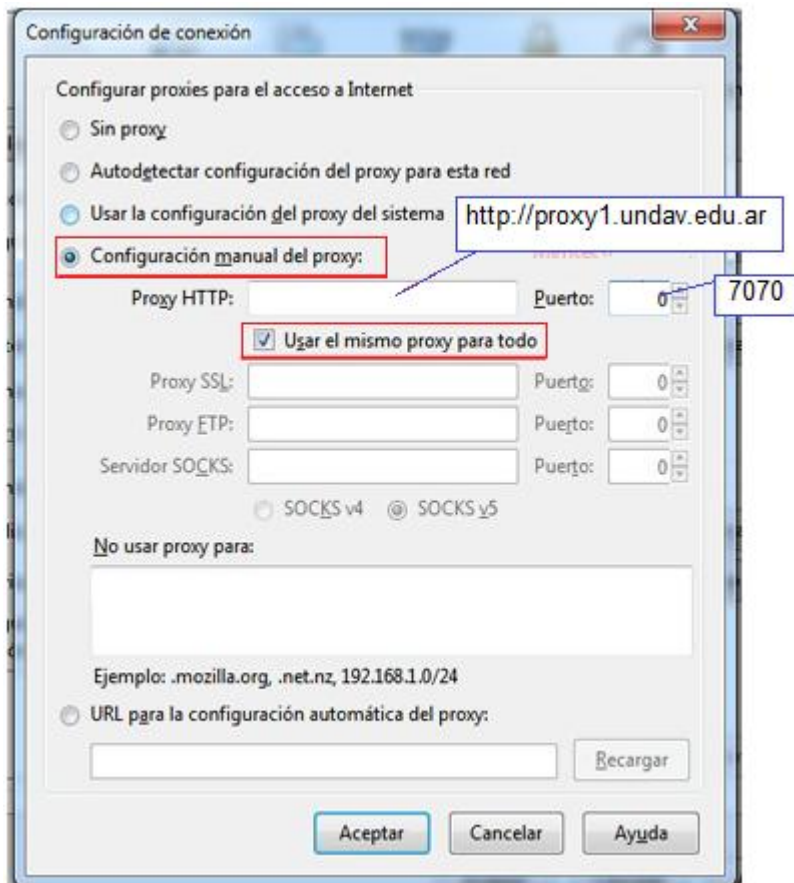 Configuración de conexión
Configurar proxies para el acceso a Internet
Sin proxy
Autodetectar configuración del proxy para esta red
Usar la configuración del proxy del sistema
http://proxy1.undav.edu.ar
Configuración manual del proxy:
Proxy HTTP: Puerto: 0
7070
Usar el mismo proxy para todo
Proxy SSL: Puerto: 0
Proxy FTP: Puerto: 0
Servidor SOCKS: Puerto: 0
SOCKS v4 SOCKS v5
No usar proxy para:
Ejemplo: .mozilla.org, .net.nz, 192.168.1.0/24
URL para la configuración automática del proxy:
Recargar
Aceptar Cancelar Ayuda